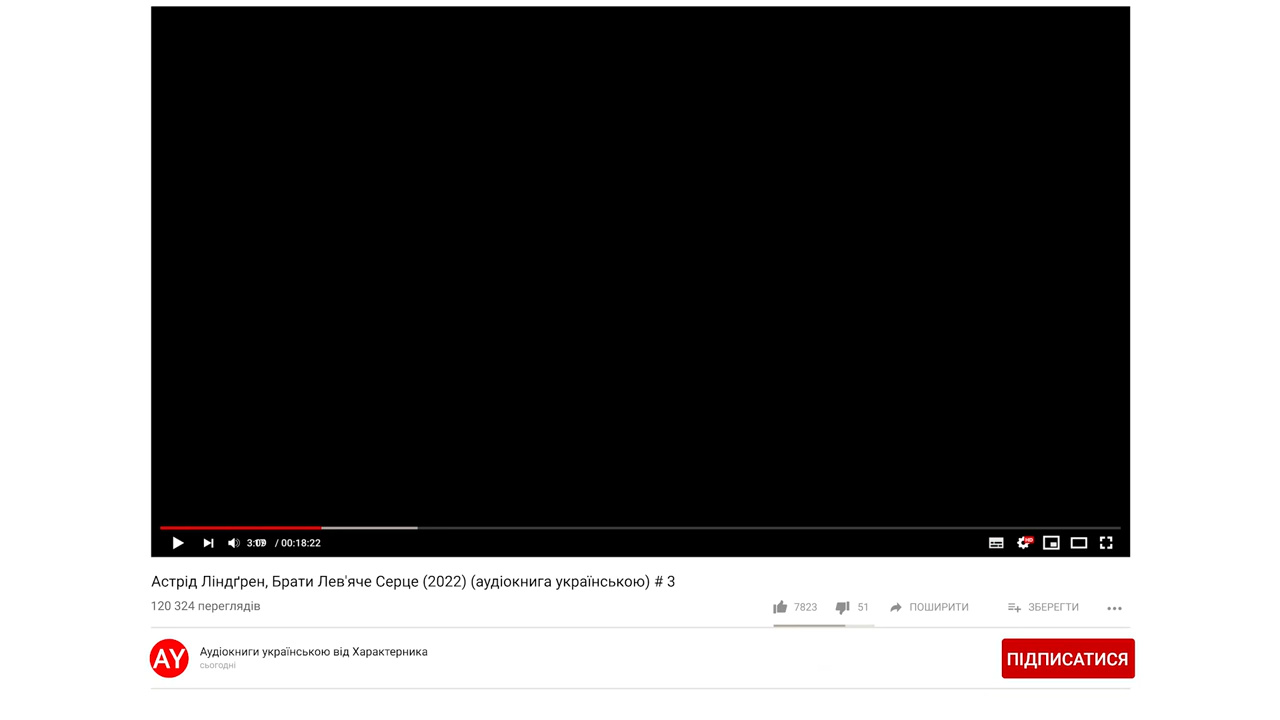 / 00:18:22
Астрід Ліндґрен, Брати Лев'яче Серце (2022) (аудіокнига українською) # 3
120 324 переглядів
7823 51 ПОШИРИТИ ЗБЕРЕГТИ
АУ Аудіокниги українською від Характерника
сьогодні
ПІДПИСАТИСЯ